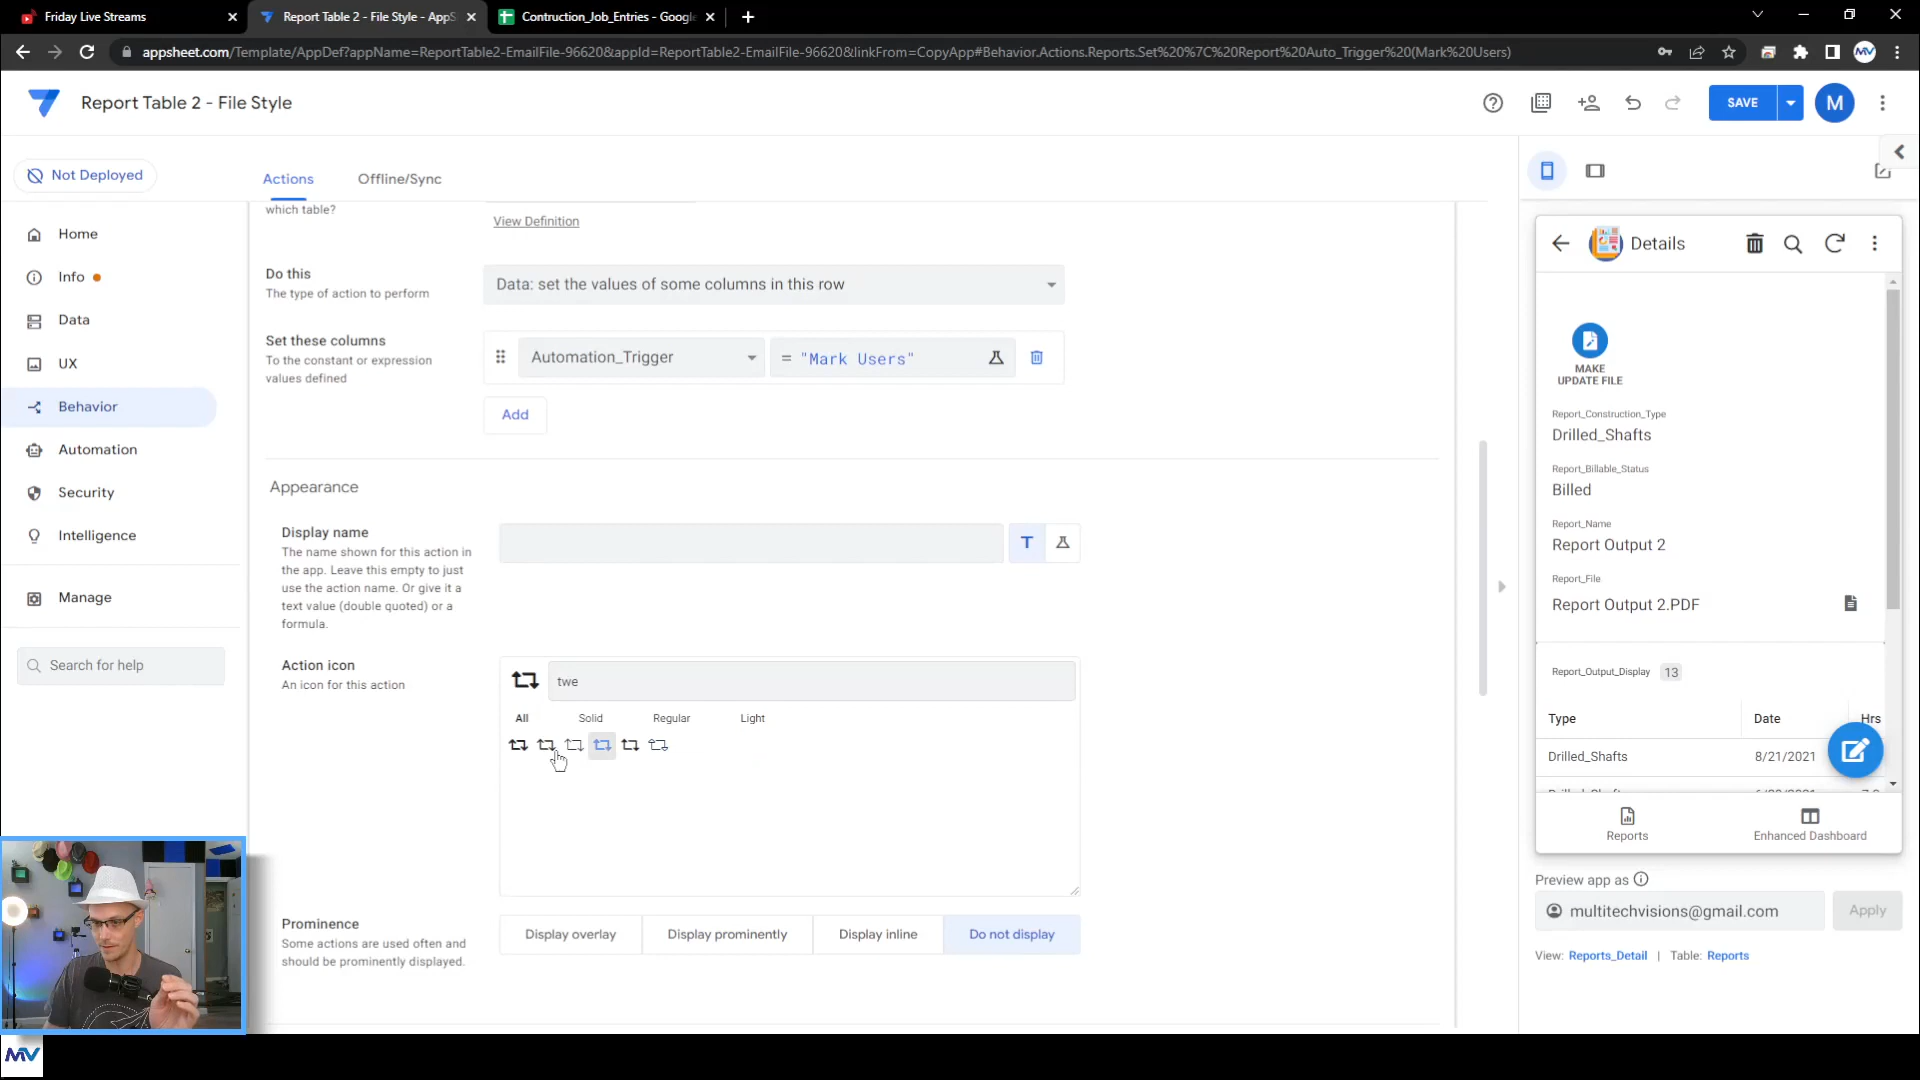 Friday Live Streams
Report Table 2 - File Style - AppS
Contruction_Job_Entries - Google
appsheet.com/Template/AppDef?appName=ReportTable2-EmailFile-96620&appId=ReportTable2-EmailFile-96620&linkFrom=CopyApp#Behavior.Actions.Reports.Set%20%7C%20Report%20Auto_Trigger%20(Mark%20Users)
MV
Report Table 2 - File Style
SAVE
M
Not Deployed
Actions
Offline/Sync
Home
Info
Data
UX
Behavior
Automation
Security
Intelligence
Manage
Search for help
which table?
View Definition
Do this
The type of action to perform
Data: set the values of some columns in this row
Set these columns
To the constant or expression
values defined
Automation_Trigger
= "Mark Users"
Add
Appearance
Display name
The name shown for this action in
the app. Leave this empty to just
use the action name. Or give it a
text value (double quoted) or a
formula.
T
Action icon
An icon for this action
twe
All
Solid
Regular
Light
Prominence
Some actions are used often and
should be prominently displayed.
Display overlay
Display prominently
Display inline
Do not display
Details
MAKE
UPDATE FILE
Report_Construction_Type
Drilled_Shafts
Report_Billable_Status
Billed
Report_Name
Report Output 2
Report_File
Report Output 2.PDF
Report_Output_Display 13
Type
Date
Hrs
Drilled_Shafts
8/21/2021
Reports
Enhanced Dashboard
Preview app as
multitechvisions@gmail.com
Apply
View: Reports_Detail | Table: Reports
MV